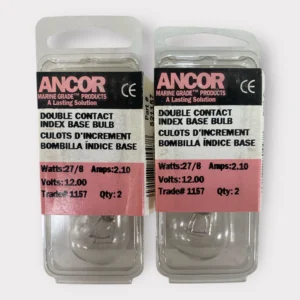 ANCOR
MARINE GRADE™ PRODUCTS
A Lasting Solution
CE
DOUBLE CONTACT
INDEX BASE BULB
CULOTS D'INCREMENT
BOMBILLA ÍNDICE BASE
Watts:27/8 Amps:2.10
Volts:12.00
Trade# 1157 Qty: 2
ANCOR
MARINE GRADE™ PRODUCTS
A Lasting Solution
CE
DOUBLE CONTACT
INDEX BASE BULB
CULOTS D'INCREMENT
BOMBILLA ÍNDICE BASE
Watts:27/8 Amps:2.10
Volts:12.00
Trade# 1157 Qty: 2